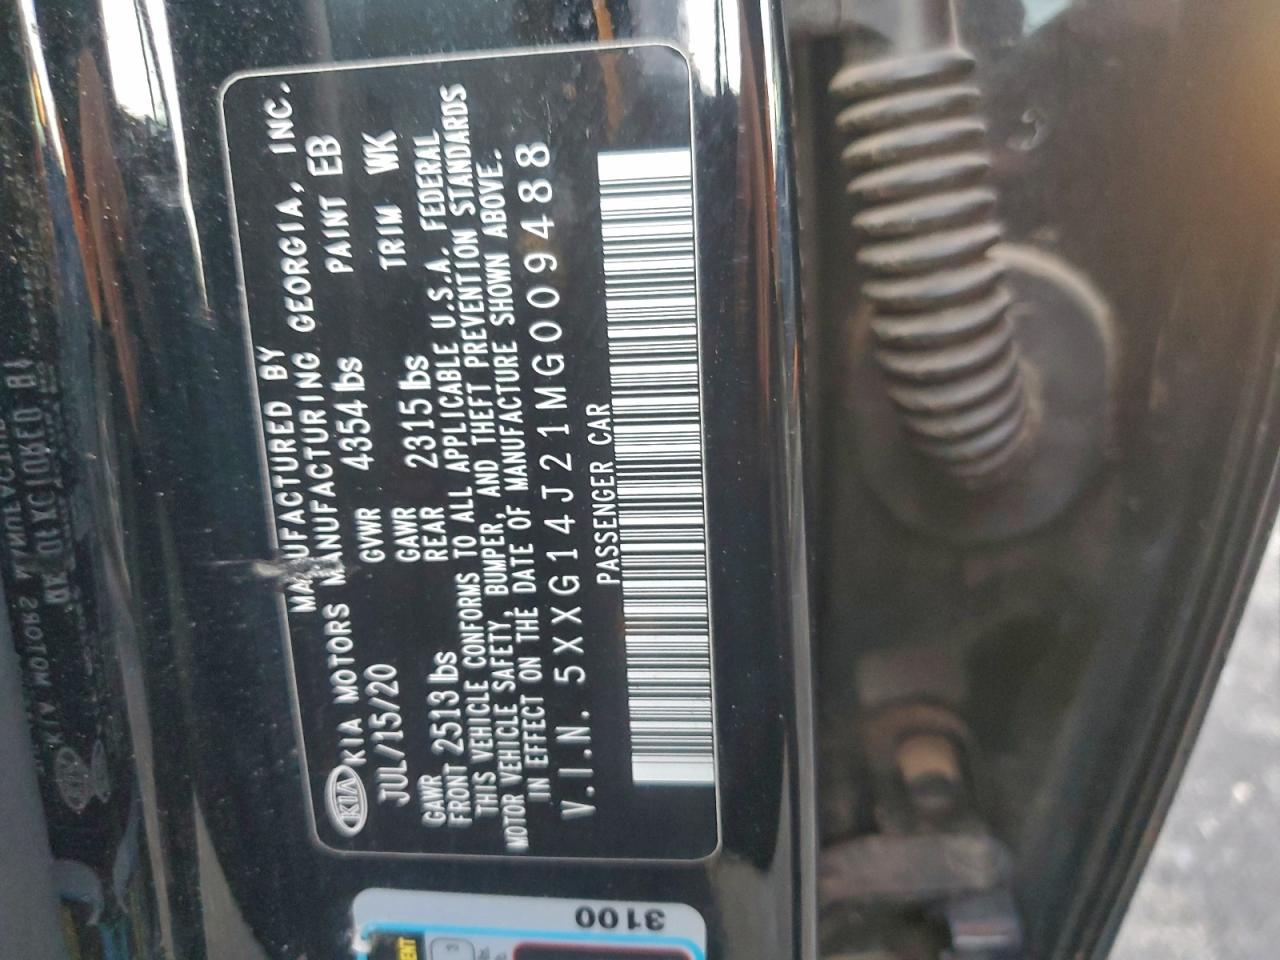 MANUFACTURED BY
KIA KIA MOTORS MANUFACTURING GEORGIA, INC.
JUL/15/20 GVWR 4354 lbs PAINT EB
GAWR FRONT 2513 lbs GAWR REAR 2315 lbs TRIM WK
THIS VEHICLE CONFORMS TO ALL APPLICABLE U.S.A. FEDERAL
MOTOR VEHICLE SAFETY, BUMPER, AND THEFT PREVENTION STANDARDS
IN EFFECT ON THE DATE OF MANUFACTURE SHOWN ABOVE.
V.I.N. 5XXG14J21MG009488
PASSENGER CAR
3100
3